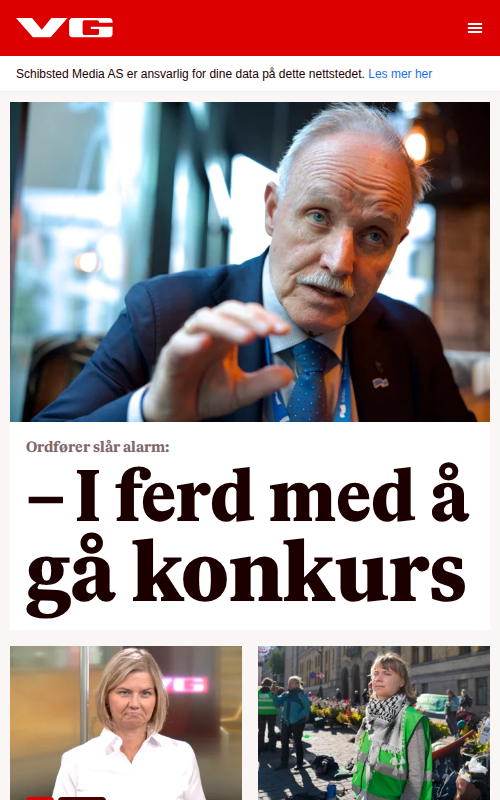 VG
Schibsted Media AS er ansvarlig for dine data på dette nettstedet. Les mer her
Ordfører slår alarm:
– I ferd med å
gå konkurs
VG